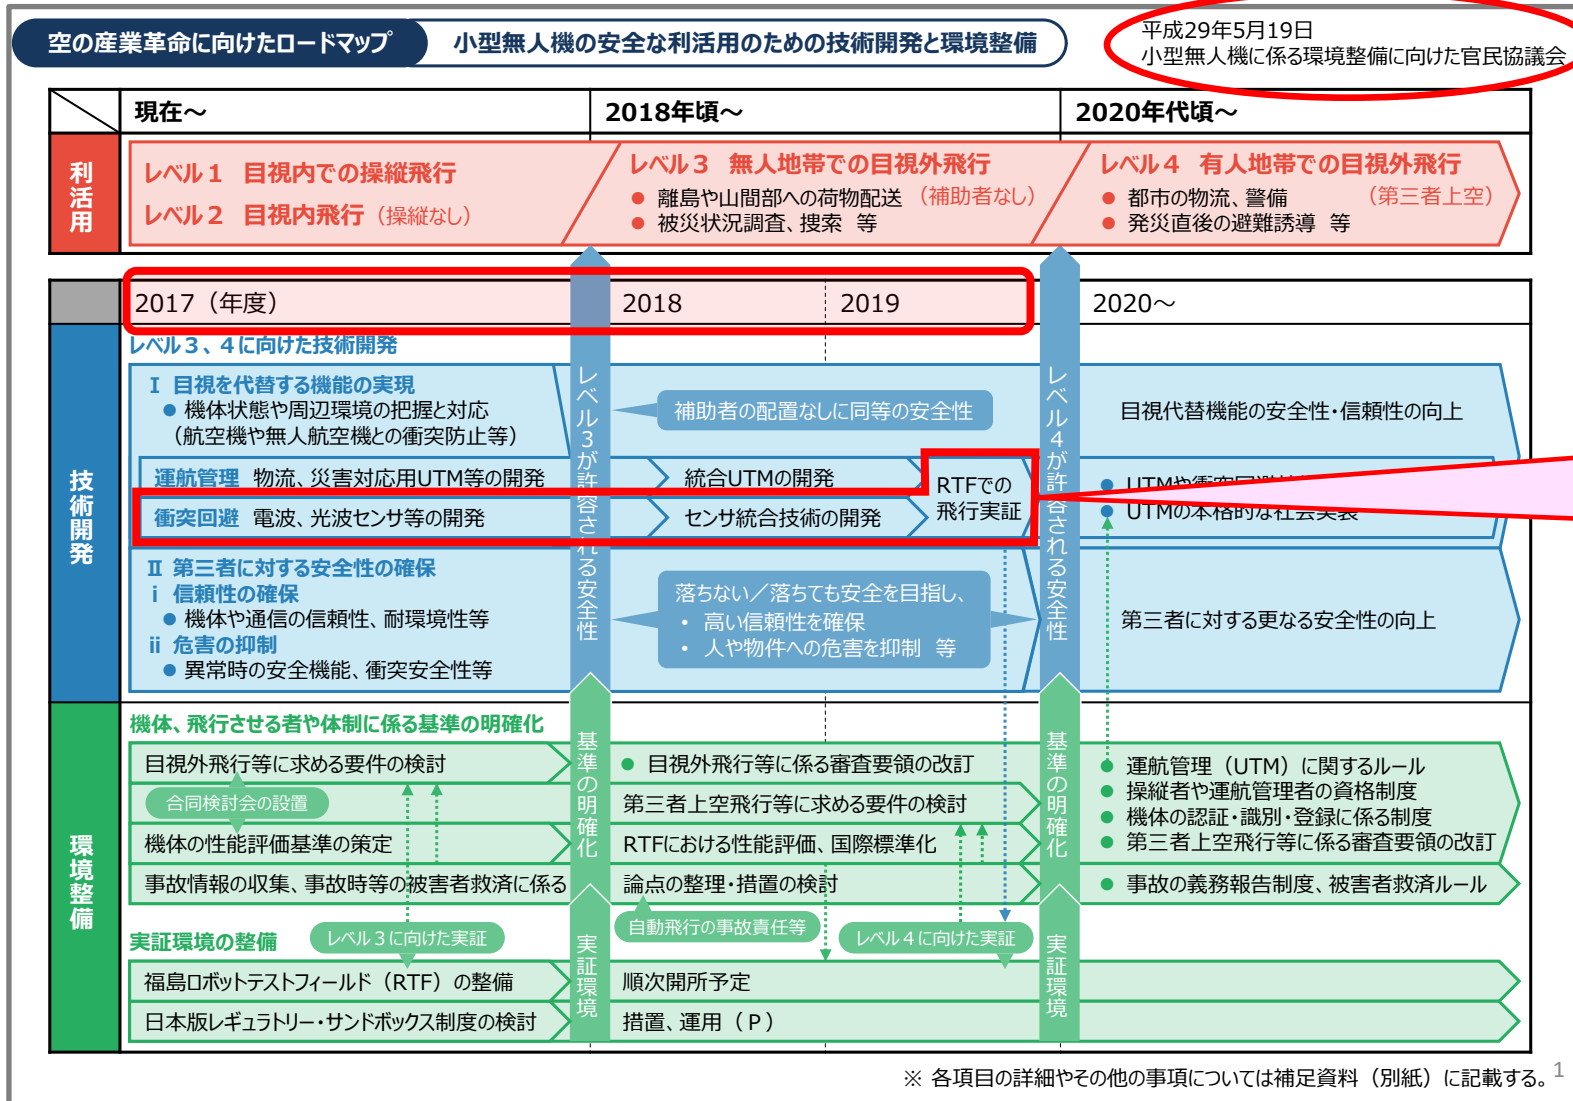 空の産業革命に向けたロードマップ
小型無人機の安全な利活用のための技術開発と環境整備
平成29年5月19日
小型無人機に係る環境整備に向けた官民協議会
現在～
2018年頃～
2020年代頃～
利活用
レベル１　目視内での操縦飛行
レベル２　目視内飛行（操縦なし）
レベル３　無人地帯での目視外飛行
● 離島や山間部への荷物配送（補助者なし）
● 被災状況調査、捜索　等
レベル４　有人地帯での目視外飛行
● 都市の物流、警備（第三者上空）
● 発災直後の避難誘導　等
2017（年度）
2018
2019
2020～
技術開発
レベル３、４に向けた技術開発
Ⅰ 目視を代替する機能の実現
● 機体状態や周辺環境の把握と対応
（航空機や無人航空機との衝突防止等）
補助者の配置なしに同等の安全性
目視代替機能の安全性・信頼性の向上
運航管理 物流、災害対応用UTM等の開発
統合UTMの開発
衝突回避 電波、光波センサ等の開発
センサ統合技術の開発
RTFでの
飛行実証
● UTMや衝突回避
● UTMの本格的な社会実装
Ⅱ 第三者に対する安全性の確保
ⅰ 信頼性の確保
● 機体や通信の信頼性、耐環境性等
ⅱ 危害の抑制
● 異常時の安全機能、衝突安全性等
落ちない／落ちても安全を目指し、
• 高い信頼性を確保
• 人や物件への危害を抑制　等
第三者に対する更なる安全性の向上
レベル３が許容される安全性
レベル４が許容される安全性
環境整備
機体、飛行させる者や体制に係る基準の明確化
目視外飛行等に求める要件の検討
● 目視外飛行等に係る審査要領の改訂
合同検討会の設置
第三者上空飛行等に求める要件の検討
機体の性能評価基準の策定
RTFにおける性能評価、国際標準化
事故情報の収集、事故時等の被害者救済に係る
論点の整理・措置の検討
● 運航管理（UTM）に関するルール
● 操縦者や運航管理者の資格制度
● 機体の認証・識別・登録に係る制度
● 第三者上空飛行等に係る審査要領の改訂
● 事故の義務報告制度、被害者救済ルール
基準の明確化
基準の明確化
自動飛行の事故責任等
実証環境の整備
レベル３に向けた実証
レベル４に向けた実証
福島ロボットテストフィールド（RTF）の整備
順次開所予定
日本版レギュラトリー・サンドボックス制度の検討
措置、運用（Ｐ）
実証環境
実証環境
※ 各項目の詳細やその他の事項については補足資料（別紙）に記載する。
1